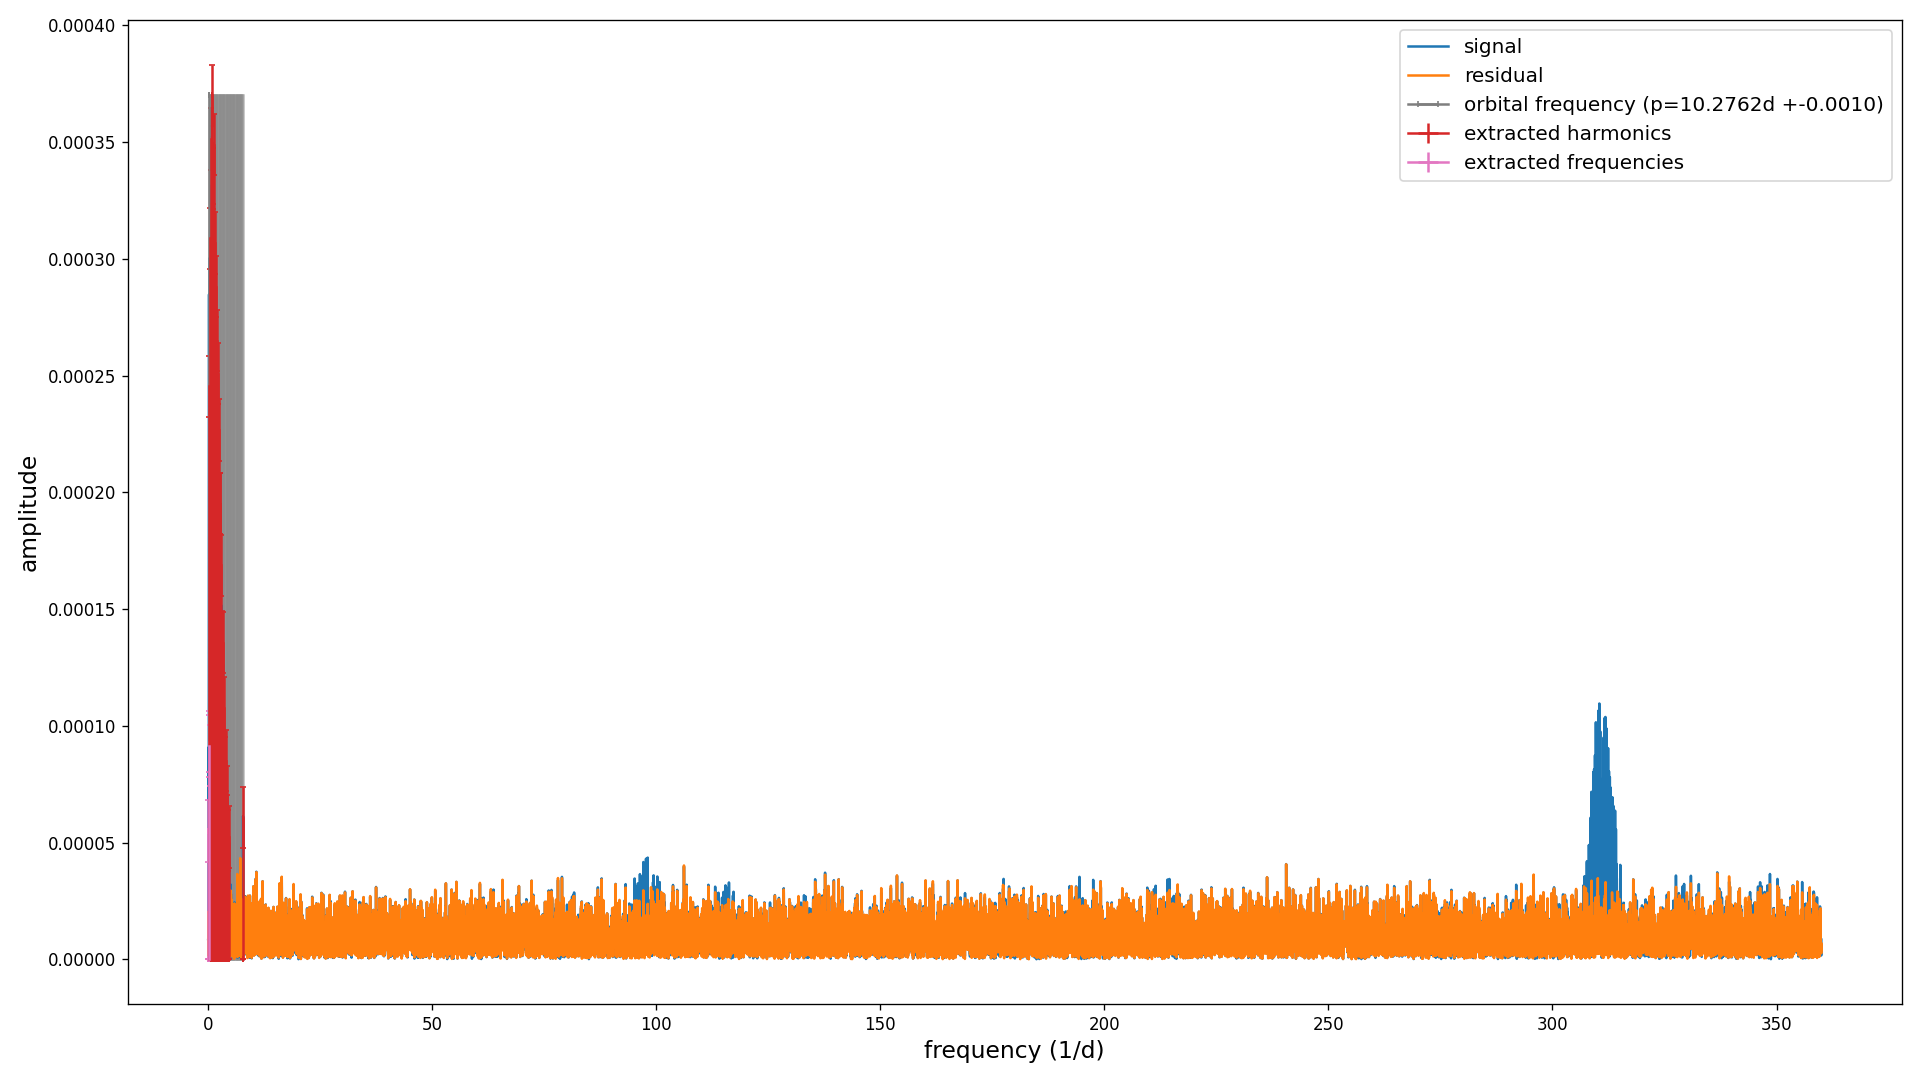 0.00040
0.00035
0.00030
0.00025
0.00020
0.00015
0.00010
0.00005
0.00000
amplitude
0
50
100
150
200
250
300
350
frequency (1/d)
signal
residual
orbital frequency (p=10.2762d +-0.0010)
extracted harmonics
extracted frequencies